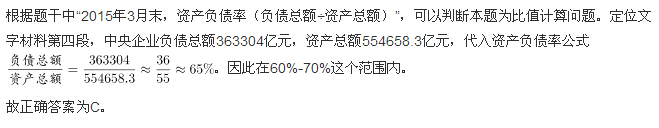 根据题干中“2015年3月末，资产负债率（负债总额÷资产总额）”，可以判断本题为比值计算问题。定位文
字材料第四段，中央企业负债总额363304亿元，资产总额554658.3亿元，代入资产负债率公式
负债总额/资产总额 = 363304/554658.3 ≈ 36/55 ≈ 65%。因此在60%-70%这个范围内。
故正确答案为C。